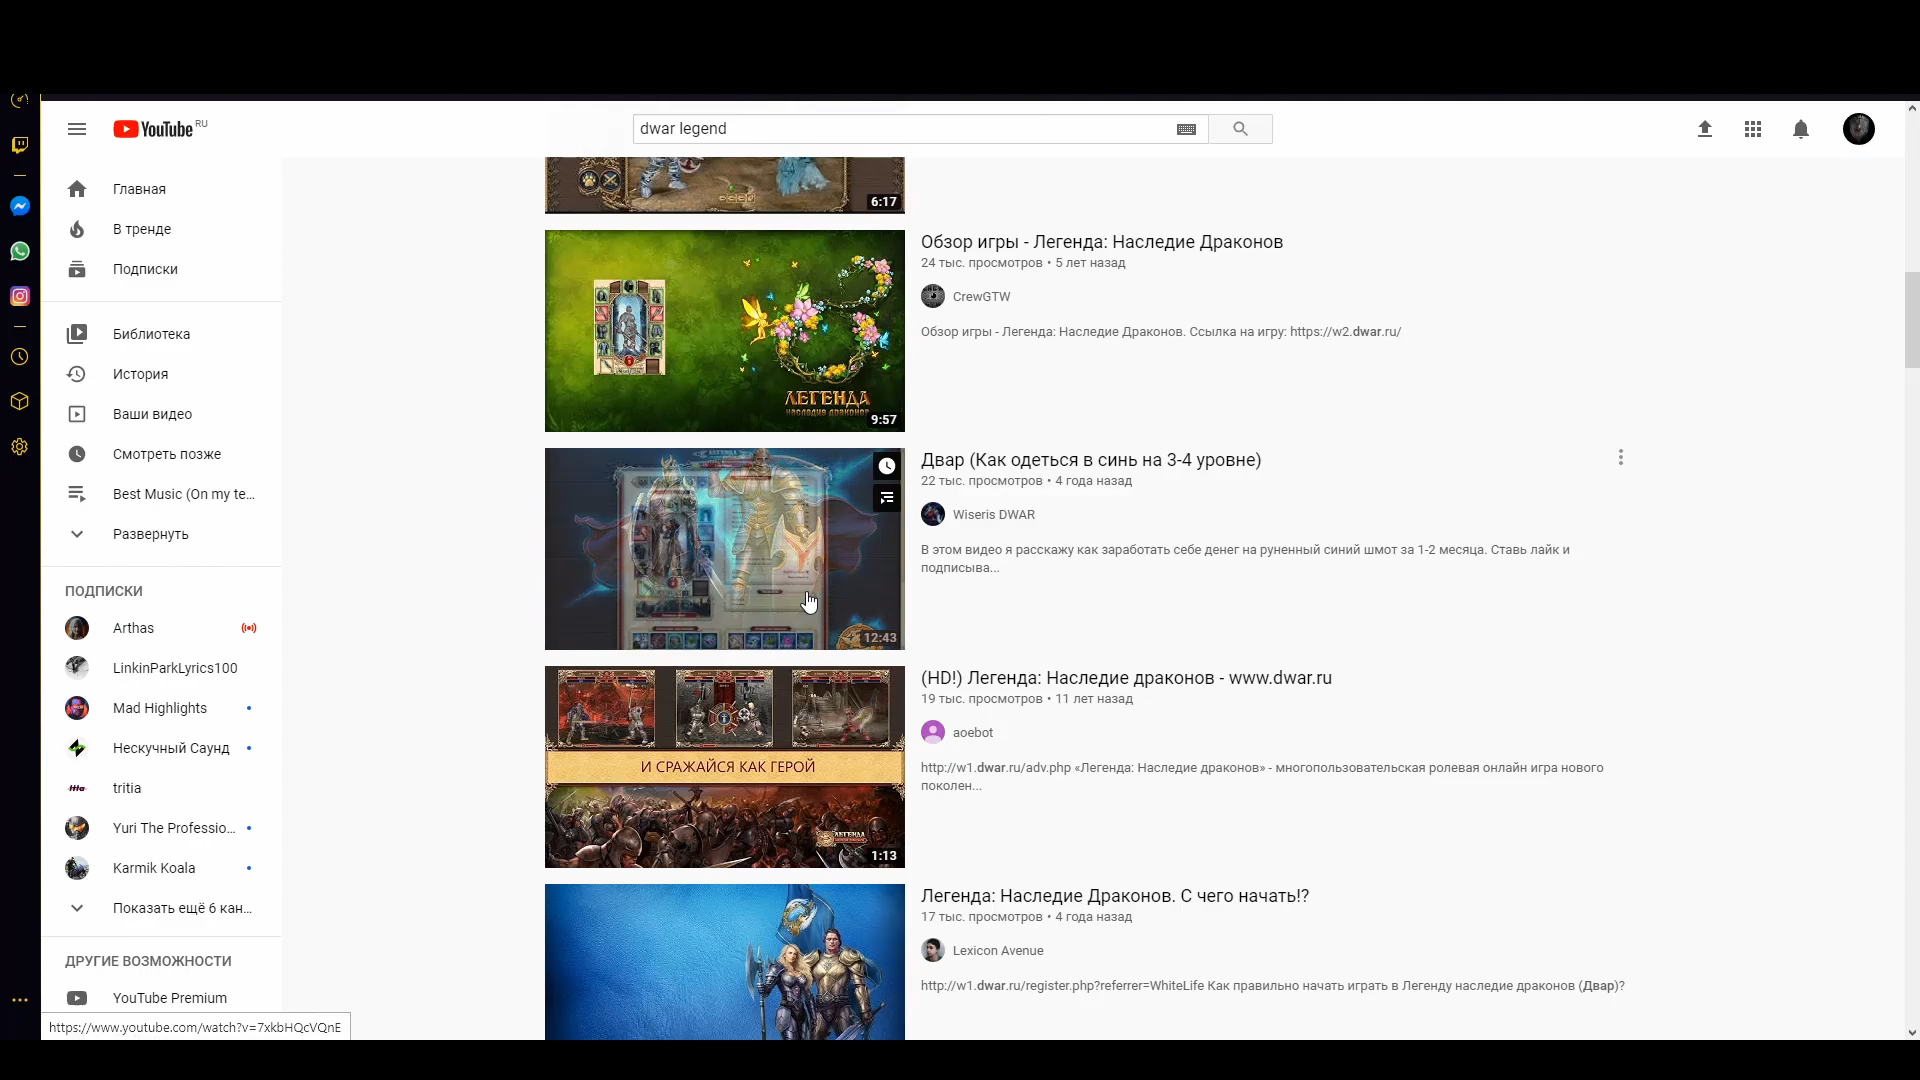 YouTube RU
dwar legend
Главная
В тренде
Подписки
Библиотека
История
Ваши видео
Смотреть позже
Best Music (On my te...
Развернуть
ПОДПИСКИ
Arthas
LinkinParkLyrics100
Mad Highlights
Нескучный Саунд
tritia
Yuri The Professio...
Karmik Koala
Показать ещё 6 кан...
ДРУГИЕ ВОЗМОЖНОСТИ
YouTube Premium
https://www.youtube.com/watch?v=7xkbHQcVQnE
6:17
ЛЕГЕНДА
наследие драконов
9:57
Обзор игры - Легенда: Наследие Драконов
24 тыс. просмотров • 5 лет назад
CrewGTW
Обзор игры - Легенда: Наследие Драконов. Ссылка на игру: https://w2.dwar.ru/
12:43
Двар (Как одеться в синь на 3-4 уровне)
22 тыс. просмотров • 4 года назад
Wiseris DWAR
В этом видео я расскажу как заработать себе денег на руненный синий шмот за 1-2 месяца. Ставь лайк и
подписыва...
И СРАЖАЙСЯ КАК ГЕРОЙ
ЛЕГЕНДА
1:13
(HD!) Легенда: Наследие драконов - www.dwar.ru
19 тыс. просмотров • 11 лет назад
aoebot
http://w1.dwar.ru/adv.php «Легенда: Наследие драконов» - многопользовательская ролевая онлайн игра нового
поколен...
Легенда: Наследие Драконов. С чего начать!?
17 тыс. просмотров • 4 года назад
Lexicon Avenue
http://w1.dwar.ru/register.php?referrer=WhiteLife Как правильно начать играть в Легенду наследие драконов (Двар)?